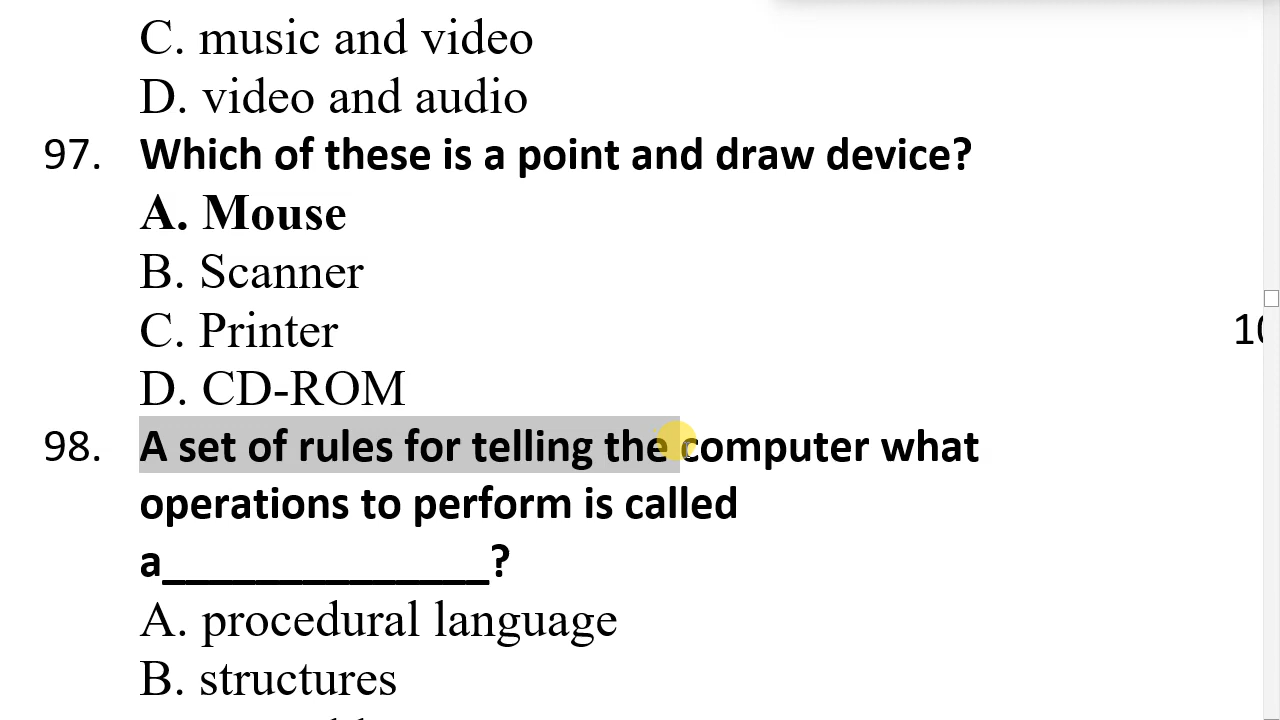 C. music and video
D. video and audio
97. Which of these is a point and draw device?
A. Mouse
B. Scanner
C. Printer
D. CD-ROM
98. A set of rules for telling the computer what
operations to perform is called
a______________?
A. procedural language
B. structures